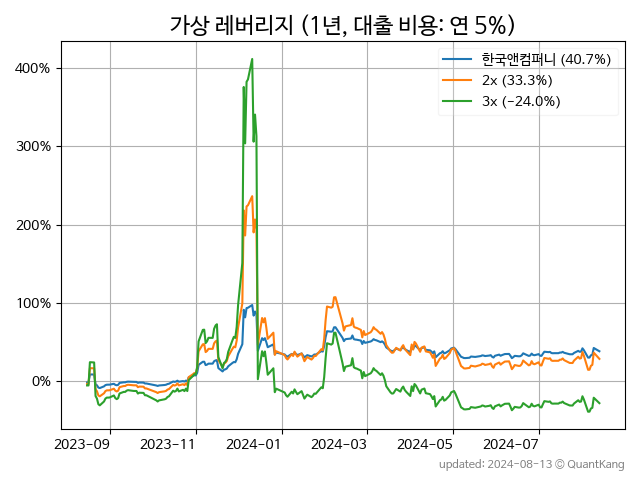 가상 레버리지 (1년, 대출 비용: 연 5%)
한국앤컴퍼니 (40.7%)
2x (33.3%)
3x (−24.0%)
400%
300%
200%
100%
0%
2023-09 2023-11 2024-01 2024-03 2024-05 2024-07
updated: 2024-08-13 ⓒ QuantKang